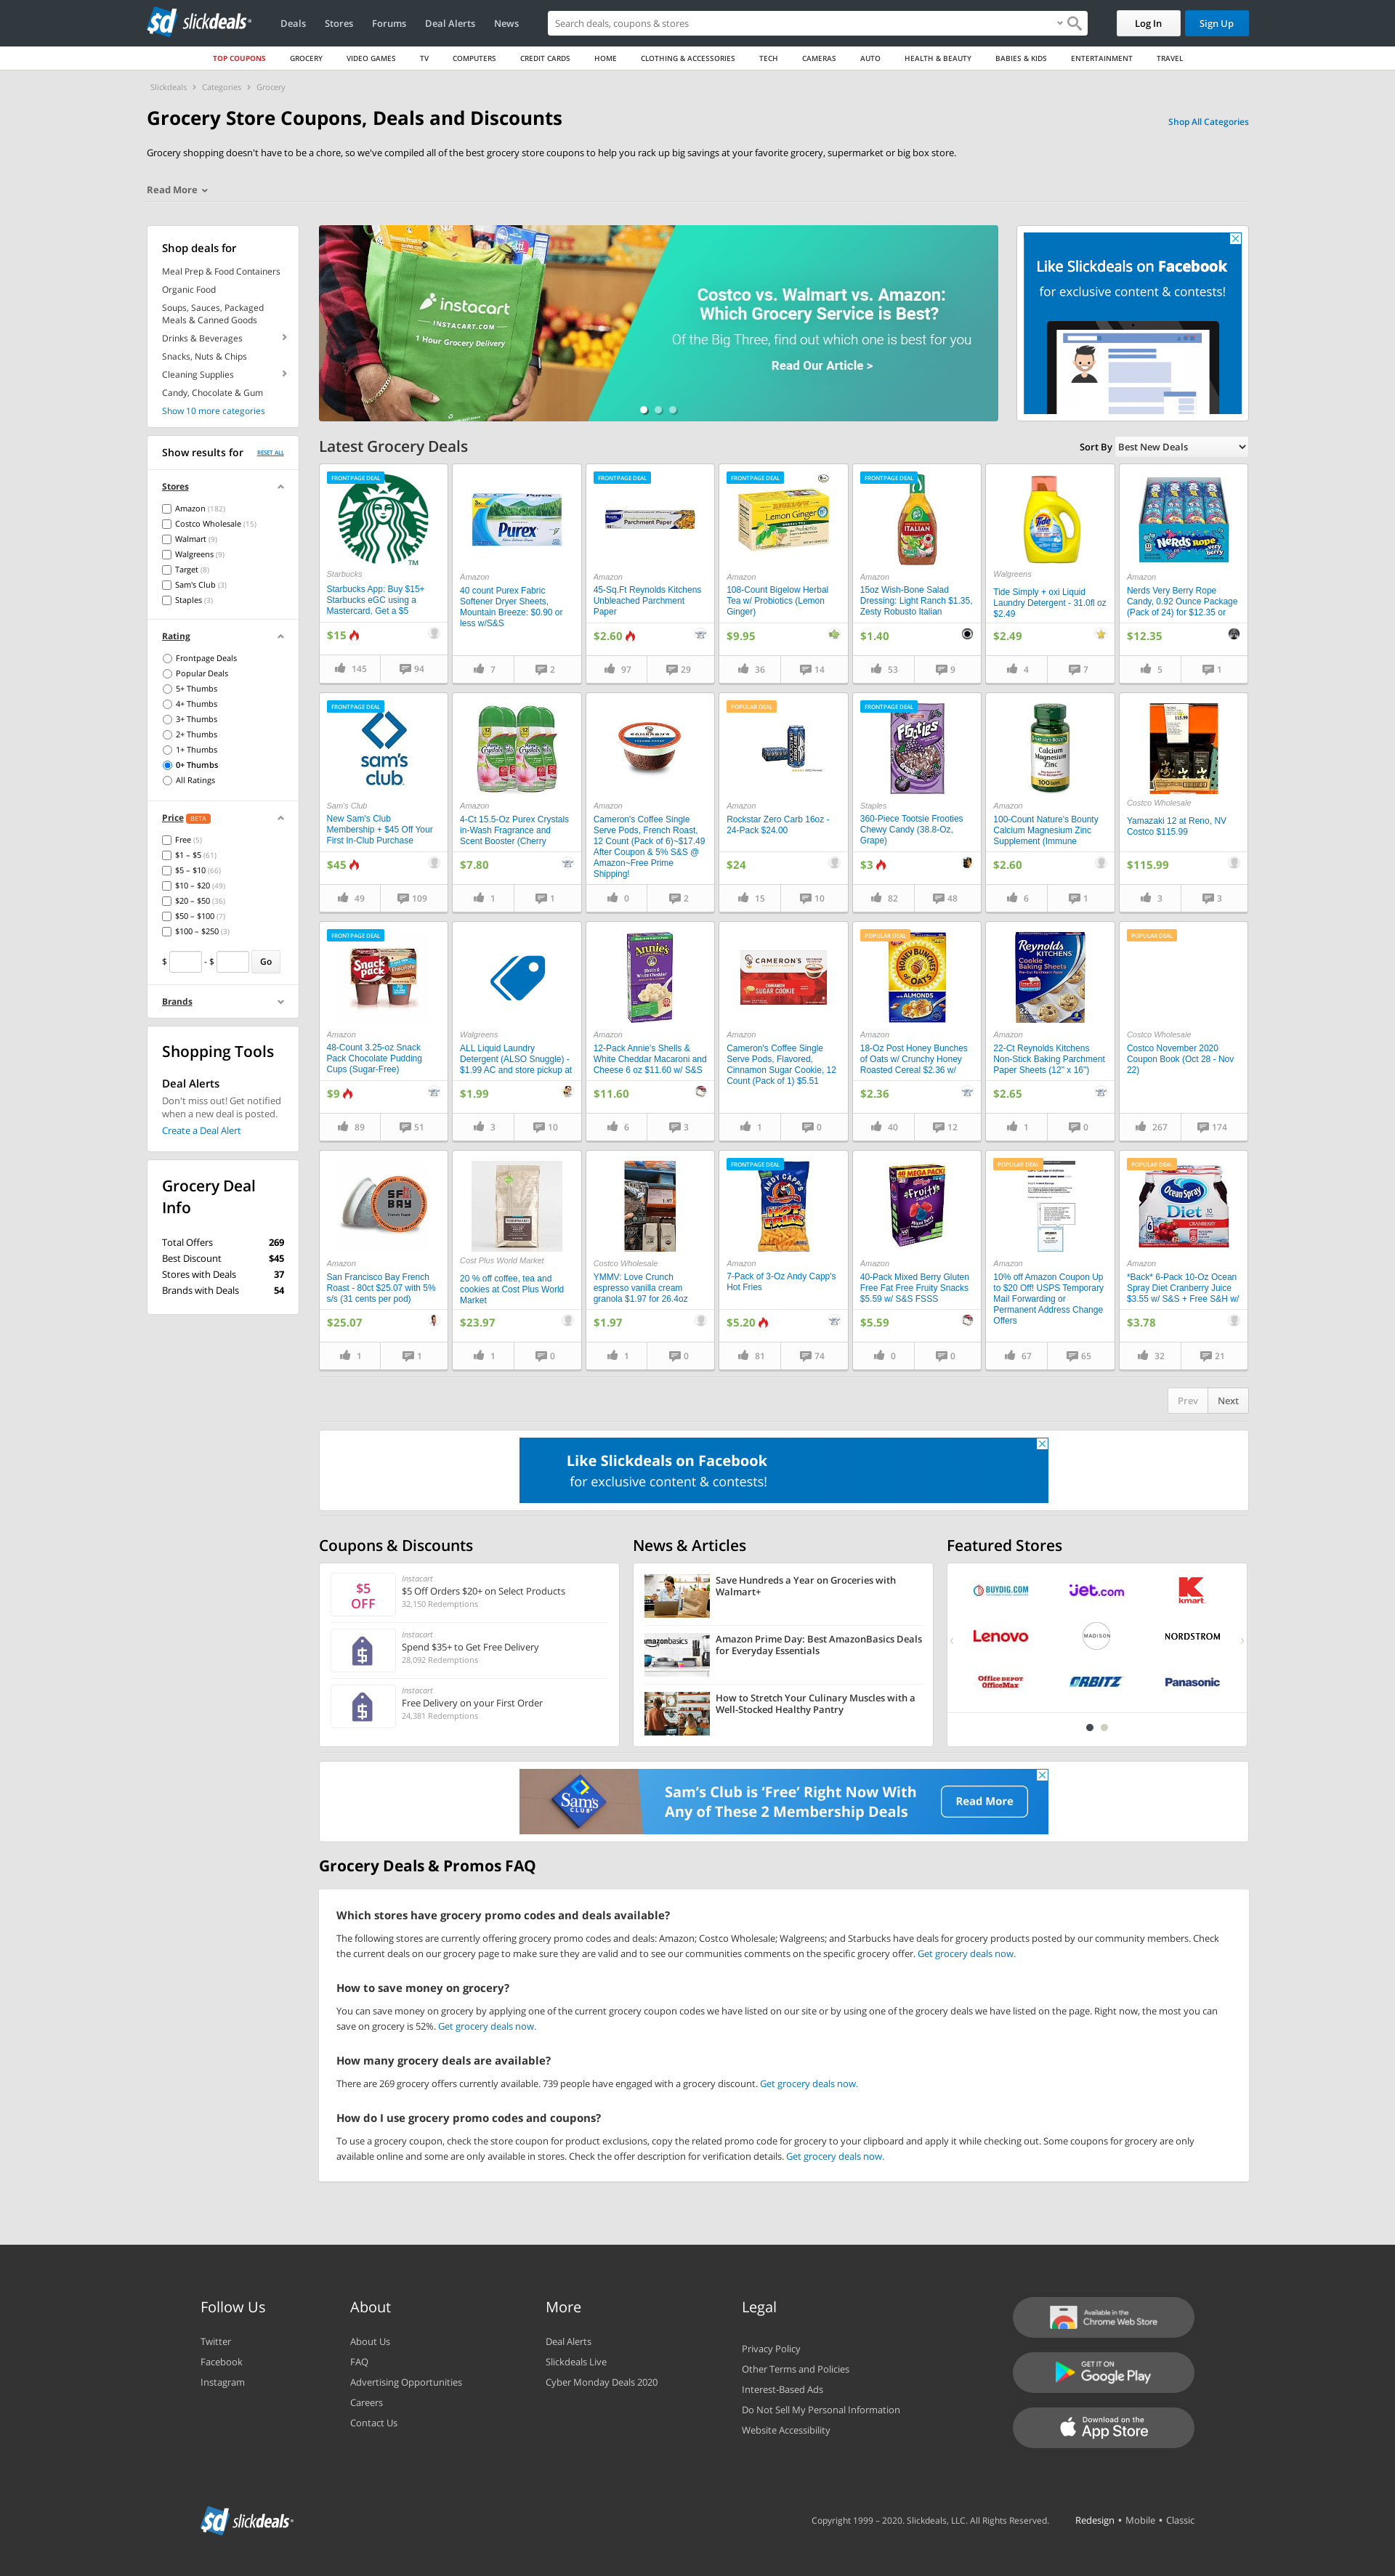 slickdeals
Deals
Stores
Forums
Deal Alerts
News
Search deals, coupons & stores
Log In
Sign Up
TOP COUPONS
GROCERY
VIDEO GAMES
TV
COMPUTERS
CREDIT CARDS
HOME
CLOTHING & ACCESSORIES
TECH
CAMERAS
AUTO
HEALTH & BEAUTY
BABIES & KIDS
ENTERTAINMENT
TRAVEL
Slickdeals › Categories › Grocery
Grocery Store Coupons, Deals and Discounts
Shop All Categories
Grocery shopping doesn't have to be a chore, so we've compiled all of the best grocery store coupons to help you rack up big savings at your favorite grocery, supermarket or big box store.
Read More
Shop deals for
Meal Prep & Food Containers
Organic Food
Soups, Sauces, Packaged
Meals & Canned Goods
Drinks & Beverages
Snacks, Nuts & Chips
Cleaning Supplies
Candy, Chocolate & Gum
Show 10 more categories
Show results for
RESET ALL
Stores
Amazon (182)
Costco Wholesale (15)
Walmart (9)
Walgreens (9)
Target (8)
Sam's Club (3)
Staples (3)
Rating
Frontpage Deals
Popular Deals
5+ Thumbs
4+ Thumbs
3+ Thumbs
2+ Thumbs
1+ Thumbs
0+ Thumbs
All Ratings
Price BETA
Free (5)
$1 – $5 (61)
$5 – $10 (66)
$10 – $20 (49)
$20 – $50 (36)
$50 – $100 (7)
$100 – $250 (3)
$ - $ Go
Brands
Shopping Tools
Deal Alerts
Don't miss out! Get notified
when a new deal is posted.
Create a Deal Alert
Grocery Deal
Info
Total Offers 269
Best Discount $45
Stores with Deals 37
Brands with Deals 54
instacart
INSTACART.COM
1 Hour Grocery Delivery
Costco vs. Walmart vs. Amazon:
Which Grocery Service is Best?
Of the Big Three, find out which one is best for you
Read Our Article >
Like Slickdeals on Facebook
for exclusive content & contests!
Latest Grocery Deals
Sort By Best New Deals
FRONTPAGE DEAL
Starbucks
Starbucks App: Buy $15+
Starbucks eGC using a
Mastercard, Get a $5
$15
145 94
Purex
Amazon
40 count Purex Fabric
Softener Dryer Sheets,
Mountain Breeze: $0.90 or
less w/S&S
7 2
FRONTPAGE DEAL
Parchment Paper
Amazon
45-Sq.Ft Reynolds Kitchens
Unbleached Parchment
Paper
$2.60
97 29
FRONTPAGE DEAL
Lemon Ginger
Amazon
108-Count Bigelow Herbal
Tea w/ Probiotics (Lemon
Ginger)
$9.95
36 14
FRONTPAGE DEAL
ITALIAN
Amazon
15oz Wish-Bone Salad
Dressing: Light Ranch $1.35,
Zesty Robusto Italian
$1.40
53 9
Tide
Walgreens
Tide Simply + oxi Liquid
Laundry Detergent - 31.0fl oz
$2.49
$2.49
4 7
Nerds Rope very berry
Amazon
Nerds Very Berry Rope
Candy, 0.92 Ounce Package
(Pack of 24) for $12.35 or
$12.35
5 1
FRONTPAGE DEAL
sam's
club
Sam's Club
New Sam's Club
Membership + $45 Off Your
First In-Club Purchase
$45
49 109
Crystals
Amazon
4-Ct 15.5-Oz Purex Crystals
in-Wash Fragrance and
Scent Booster (Cherry
$7.80
1 1
Amazon
Cameron's Coffee Single
Serve Pods, French Roast,
12 Count (Pack of 6)~$17.49
After Coupon & 5% S&S @
Amazon~Free Prime
Shipping!
0 2
POPULAR DEAL
Amazon
Rockstar Zero Carb 16oz -
24-Pack $24.00
$24
15 10
FRONTPAGE DEAL
Frooties
Staples
360-Piece Tootsie Frooties
Chewy Candy (38.8-Oz,
Grape)
$3
82 48
Calcium
Magnesium
Zinc
100
Amazon
100-Count Nature's Bounty
Calcium Magnesium Zinc
Supplement (Immune
$2.60
6 1
Costco Wholesale
Yamazaki 12 at Reno, NV
Costco $115.99
$115.99
3 3
FRONTPAGE DEAL
Snack
pack
Amazon
48-Count 3.25-oz Snack
Pack Chocolate Pudding
Cups (Sugar-Free)
$9
89 51
Walgreens
ALL Liquid Laundry
Detergent (ALSO Snuggle) -
$1.99 AC and store pickup at
$1.99
3 10
Annie's
Amazon
12-Pack Annie's Shells &
White Cheddar Macaroni and
Cheese 6 oz $11.60 w/ S&S
$11.60
6 3
CAMERON'S
SUGAR COOKIE
Amazon
Cameron's Coffee Single
Serve Pods, Flavored,
Cinnamon Sugar Cookie, 12
Count (Pack of 1) $5.51
1 0
POPULAR DEAL
HONEY
BUNCHES
OF OATS
ALMONDS
Amazon
18-Oz Post Honey Bunches
of Oats w/ Crunchy Honey
Roasted Cereal $2.36 w/
$2.36
40 12
Reynolds
KITCHENS
Cookie
Baking Sheets
Amazon
22-Ct Reynolds Kitchens
Non-Stick Baking Parchment
Paper Sheets (12" x 16")
$2.65
1 0
POPULAR DEAL
Costco Wholesale
Costco November 2020
Coupon Book (Oct 28 - Nov
22)
267 174
SF BAY
Amazon
San Francisco Bay French
Roast - 80ct $25.07 with 5%
s/s (31 cents per pod)
$25.07
1 1
Cost Plus World Market
20 % off coffee, tea and
cookies at Cost Plus World
Market
$23.97
1 0
Costco Wholesale
YMMV: Love Crunch
espresso vanilla cream
granola $1.97 for 26.4oz
$1.97
1 0
FRONTPAGE DEAL
ANDY CAPP'S
HOT
FRIES
Amazon
7-Pack of 3-Oz Andy Capp's
Hot Fries
$5.20
81 74
40 MEGA PACK!
Fruity
Amazon
40-Pack Mixed Berry Gluten
Free Fat Free Fruity Snacks
$5.59 w/ S&S FSSS
$5.59
0 0
POPULAR DEAL
Amazon
10% off Amazon Coupon Up
to $20 Off! USPS Temporary
Mail Forwarding or
Permanent Address Change
Offers
67 65
POPULAR DEAL
Ocean Spray
Diet
CRANBERRY
Amazon
*Back* 6-Pack 10-Oz Ocean
Spray Diet Cranberry Juice
$3.55 w/ S&S + Free S&H w/
$3.78
32 21
Prev
Next
Like Slickdeals on Facebook
for exclusive content & contests!
Coupons & Discounts
$5
OFF
Instacart
$5 Off Orders $20+ on Select Products
32,150 Redemptions
Instacart
Spend $35+ to Get Free Delivery
28,092 Redemptions
Instacart
Free Delivery on your First Order
24,381 Redemptions
News & Articles
Save Hundreds a Year on Groceries with
Walmart+
amazonbasics
Amazon Prime Day: Best AmazonBasics Deals
for Everyday Essentials
How to Stretch Your Culinary Muscles with a
Well-Stocked Healthy Pantry
Featured Stores
BUYDIG.COM
jet.com
kmart
Lenovo
MADISON
NORDSTROM
Office DEPOT
OfficeMax
ORBITZ
Panasonic
Sam's
CLUB
Sam's Club is ‘Free’ Right Now With
Any of These 2 Membership Deals
Read More
Grocery Deals & Promos FAQ
Which stores have grocery promo codes and deals available?
The following stores are currently offering grocery promo codes and deals: Amazon; Costco Wholesale; Walgreens; and Starbucks have deals for grocery products posted by our community members. Check
the current deals on our grocery page to make sure they are valid and to see our communities comments on the specific grocery offer. Get grocery deals now.
How to save money on grocery?
You can save money on grocery by applying one of the current grocery coupon codes we have listed on our site or by using one of the grocery deals we have listed on the page. Right now, the most you can
save on grocery is 52%. Get grocery deals now.
How many grocery deals are available?
There are 269 grocery offers currently available. 739 people have engaged with a grocery discount. Get grocery deals now.
How do I use grocery promo codes and coupons?
To use a grocery coupon, check the store coupon for product exclusions, copy the related promo code for grocery to your clipboard and apply it while checking out. Some coupons for grocery are only
available online and some are only available in stores. Check the offer description for verification details. Get grocery deals now.
Follow Us
Twitter
Facebook
Instagram
About
About Us
FAQ
Advertising Opportunities
Careers
Contact Us
More
Deal Alerts
Slickdeals Live
Cyber Monday Deals 2020
Legal
Privacy Policy
Other Terms and Policies
Interest-Based Ads
Do Not Sell My Personal Information
Website Accessibility
Available in the
Chrome Web Store
GET IT ON
Google Play
Download on the
App Store
slickdeals
Copyright 1999 – 2020. Slickdeals, LLC. All Rights Reserved.
Redesign • Mobile • Classic